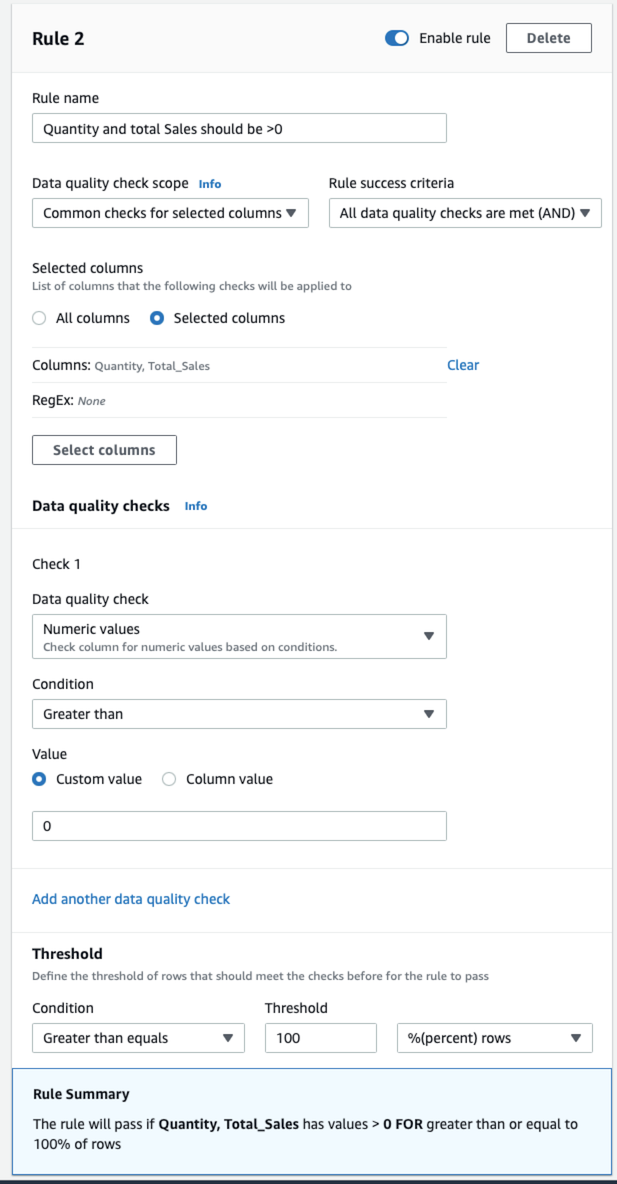 Rule 2
Enable rule
Delete
Rule name
Quantity and total Sales should be >0
Data quality check scope Info
Rule success criteria
Common checks for selected columns
All data quality checks are met (AND)
Selected columns
List of columns that the following checks will be applied to
All columns
Selected columns
Columns: Quantity, Total_Sales
Clear
RegEx: None
Select columns
Data quality checks Info
Check 1
Data quality check
Numeric values
Check column for numeric values based on conditions.
Condition
Greater than
Value
Custom value
Column value
0
Add another data quality check
Threshold
Define the threshold of rows that should meet the checks before for the rule to pass
Condition
Threshold
Greater than equals
100
%(percent) rows
Rule Summary
The rule will pass if Quantity, Total_Sales has values > 0 FOR greater than or equal to
100% of rows